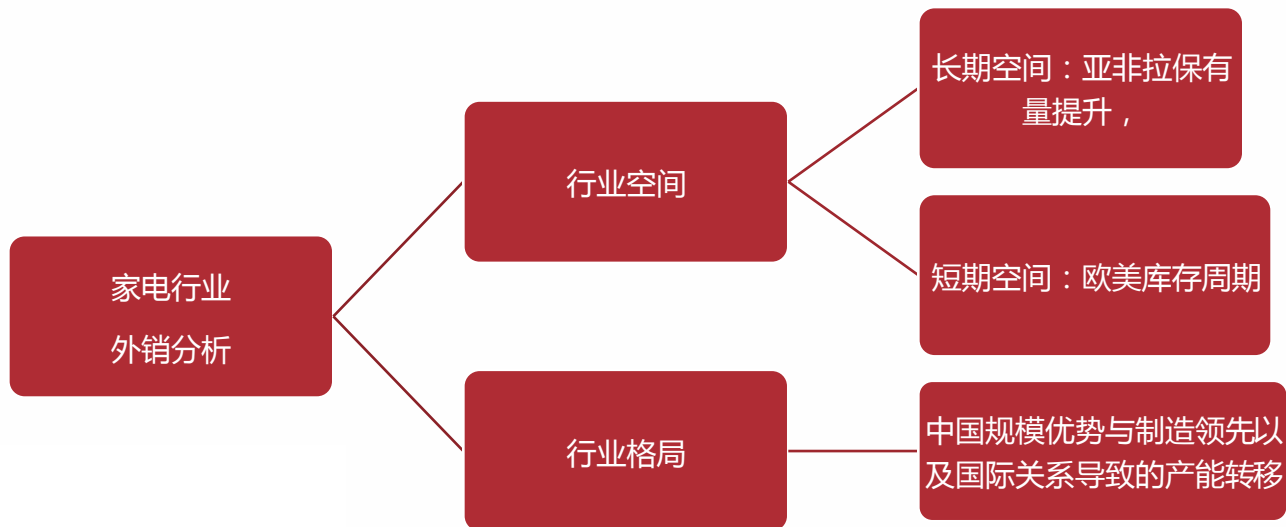 家电行业
外销分析
行业空间
长期空间：亚非拉保有
量提升，
短期空间：欧美库存周期
行业格局
中国规模优势与制造领先以
及国际关系导致的产能转移